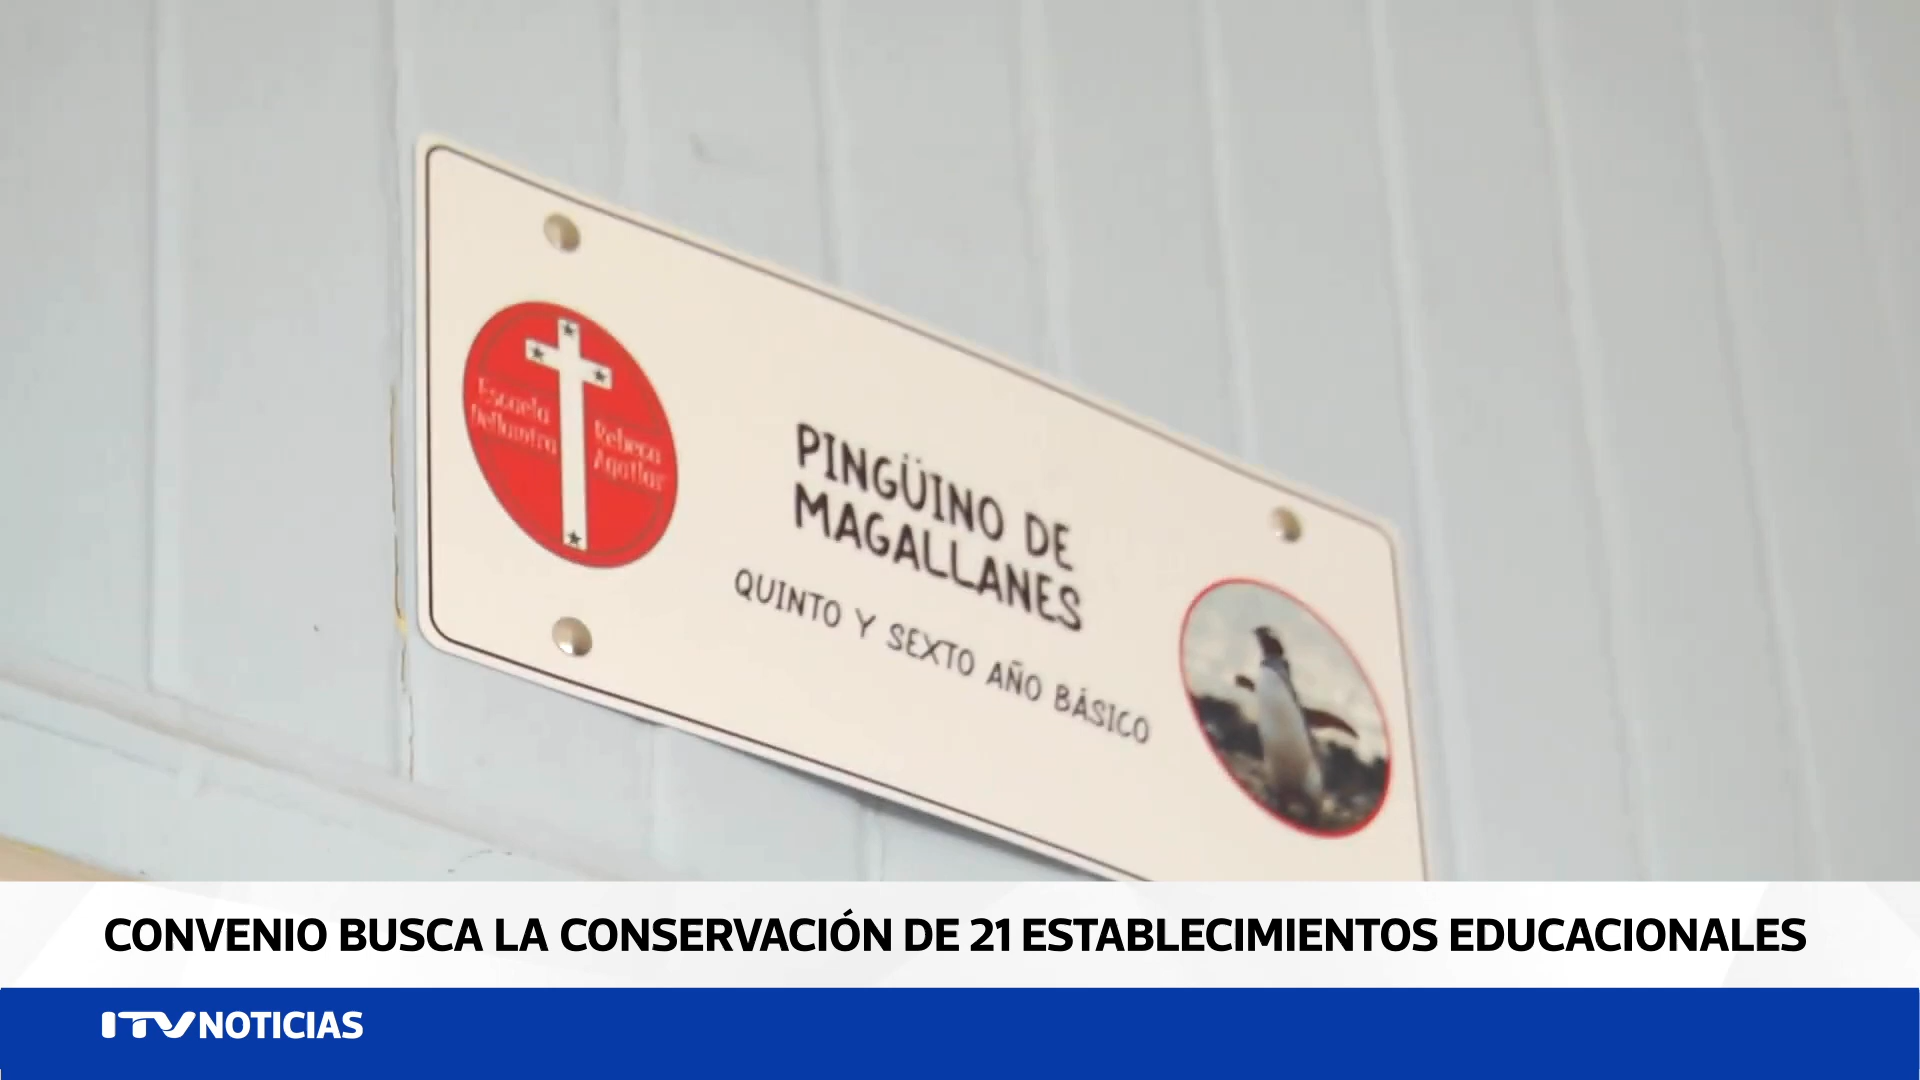 Escuela
Rebeca
PINGÜINO DE
MAGALLANES
QUINTO Y SEXTO AÑO BÁSICO
CONVENIO BUSCA LA CONSERVACIÓN DE 21 ESTABLECIMIENTOS EDUCACIONALES
ITV NOTICIAS